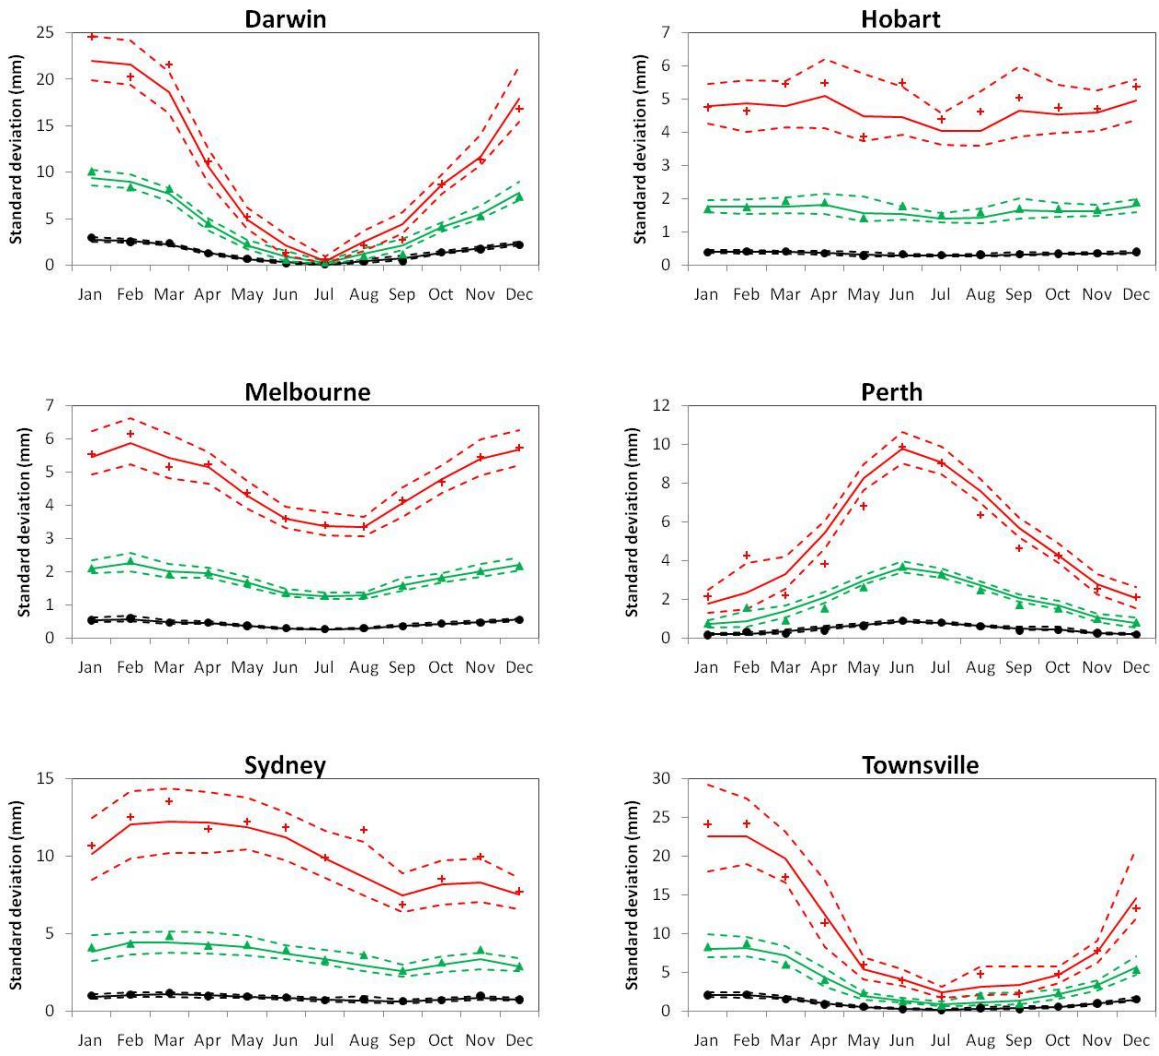 Darwin
Standard deviation (mm)
25
20
15
10
5
0
Jan Feb Mar Apr May Jun Jul Aug Sep Oct Nov Dec
Hobart
Standard deviation (mm)
7
6
5
4
3
2
1
0
Jan Feb Mar Apr May Jun Jul Aug Sep Oct Nov Dec
Melbourne
Standard deviation (mm)
7
6
5
4
3
2
1
0
Jan Feb Mar Apr May Jun Jul Aug Sep Oct Nov Dec
Perth
Standard deviation (mm)
12
10
8
6
4
2
0
Jan Feb Mar Apr May Jun Jul Aug Sep Oct Nov Dec
Sydney
Standard deviation (mm)
15
10
5
0
Jan Feb Mar Apr May Jun Jul Aug Sep Oct Nov Dec
Townsville
Standard deviation (mm)
30
25
20
15
10
5
0
Jan Feb Mar Apr May Jun Jul Aug Sep Oct Nov Dec